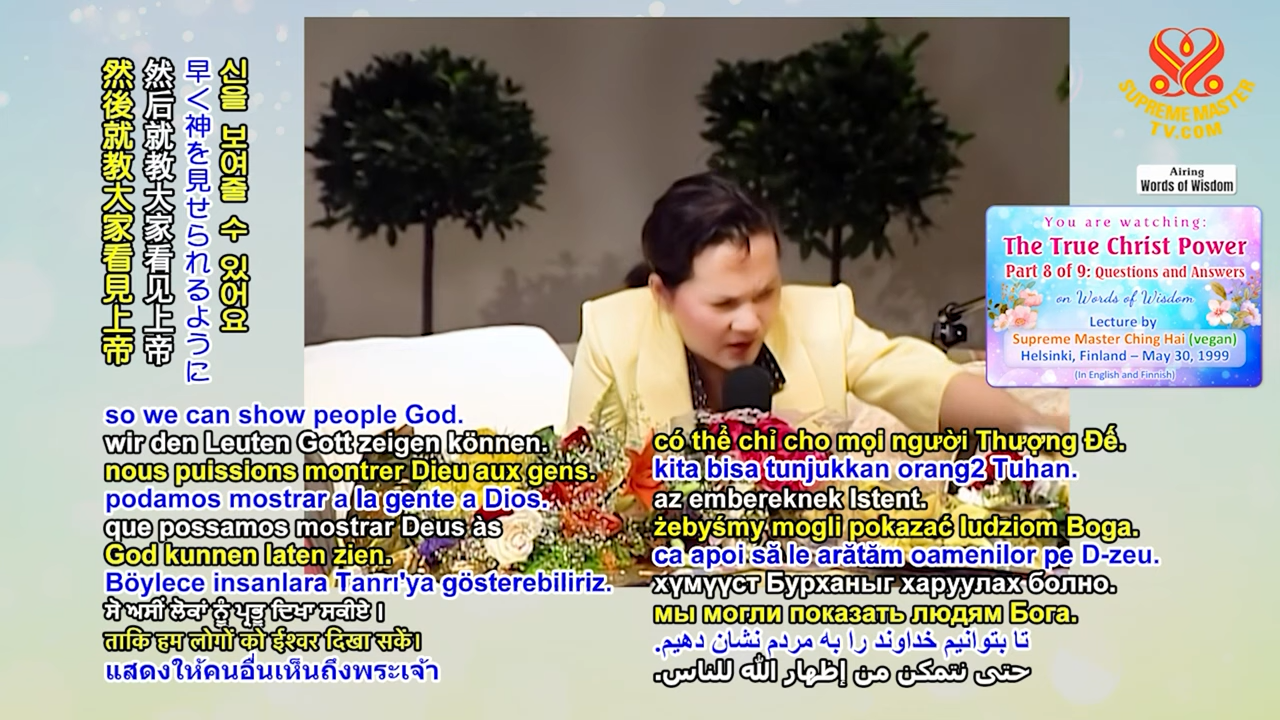 신을 보여줄 수 있어요
早く神を見せられるように
然后就教大家看见上帝
然後就教大家看見上帝
SUPREME MASTER
TV.COM
Airing
Words of Wisdom
You are watching:
The True Christ Power
Part 8 of 9: Questions and Answers
on Words of Wisdom
Lecture by
Supreme Master Ching Hai (vegan)
Helsinki, Finland – May 30, 1999
(In English and Finnish)
so we can show people God.
wir den Leuten Gott zeigen können.
nous puissions montrer Dieu aux gens.
podamos mostrar a la gente a Dios.
que possamos mostrar Deus às
God kunnen laten zien.
Böylece insanlara Tanrı'ya gösterebiliriz.
ਸੋ ਅਸੀਂ ਲੋਕਾਂ ਨੂੰ ਪ੍ਰਭੂ ਦਿਖਾ ਸਕੀਏ।
ताकि हम लोगों को ईश्वर दिखा सकें।
แสดงให้คนอื่นเห็นถึงพระเจ้า
có thể chỉ cho mọi người Thượng Đế.
kita bisa tunjukkan orang2 Tuhan.
az embereknek Istent.
żebyśmy mogli pokazać ludziom Boga.
ca apoi să le arătăm oamenilor pe D-zeu.
хүмүүст Бурханыг харуулах болно.
мы могли показать людям Бога.
تا بتوانیم خداوند را به مردم نشان دهیم.
حتى نتمكن من إظهار الله للناس.